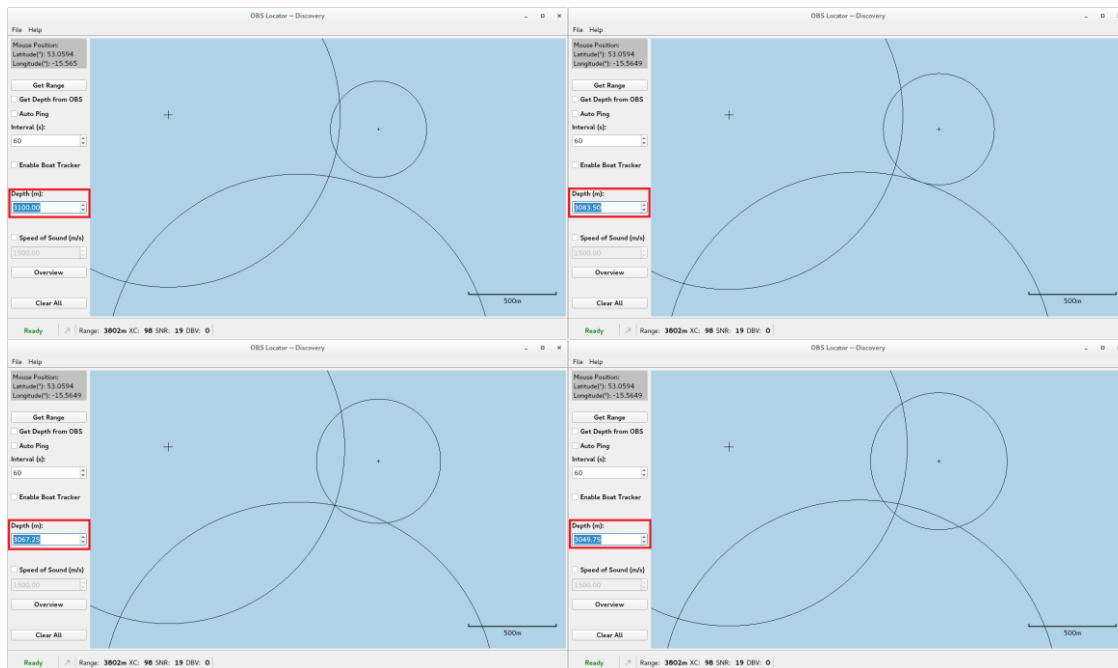 OBS Locator — Discovery
File Help
Mouse Position:
Latitude(°): 53.0594
Longitude(°): -15.565
Get Range
Get Depth from OBS
Auto Ping
Interval (s):
60
Enable Boat Tracker
Depth (m):
3100.00
Speed of Sound (m/s)
1500.00
Overview
Clear All
500m
Ready Range: 3802m XC: 98 SNR: 19 DBV: 0
OBS Locator — Discovery
File Help
Mouse Position:
Latitude(°): 53.0594
Longitude(°): -15.5649
Get Range
Get Depth from OBS
Auto Ping
Interval (s):
60
Enable Boat Tracker
Depth (m):
3083.50
Speed of Sound (m/s)
1500.00
Overview
Clear All
500m
Ready Range: 3802m XC: 98 SNR: 19 DBV: 0
OBS Locator — Discovery
File Help
Mouse Position:
Latitude(°): 53.0594
Longitude(°): -15.5649
Get Range
Get Depth from OBS
Auto Ping
Interval (s):
60
Enable Boat Tracker
Depth (m):
3067.25
Speed of Sound (m/s)
1500.00
Overview
Clear All
500m
Ready Range: 3802m XC: 98 SNR: 19 DBV: 0
OBS Locator — Discovery
File Help
Mouse Position:
Latitude(°): 53.0594
Longitude(°): -15.5649
Get Range
Get Depth from OBS
Auto Ping
Interval (s):
60
Enable Boat Tracker
Depth (m):
3049.75
Speed of Sound (m/s)
1500.00
Overview
Clear All
500m
Ready Range: 3802m XC: 98 SNR: 19 DBV: 0